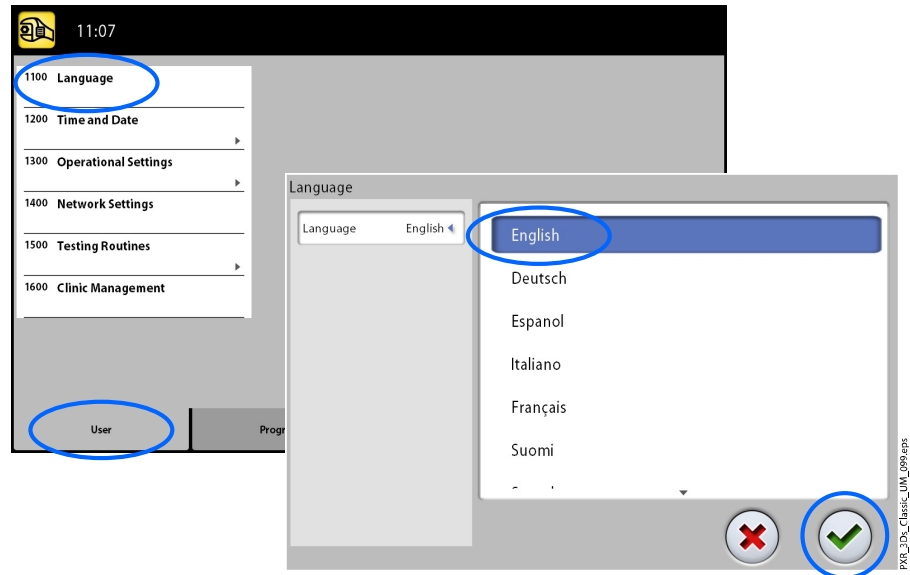 11:07
1100 Language
1200 Time and Date
1300 Operational Settings
1400 Network Settings
1500 Testing Routines
1600 Clinic Management
User
Progr
Language
Language English
English
Deutsch
Espanol
Italiano
Français
Suomi
PXR_3Ds_Classic_UM_099.eps